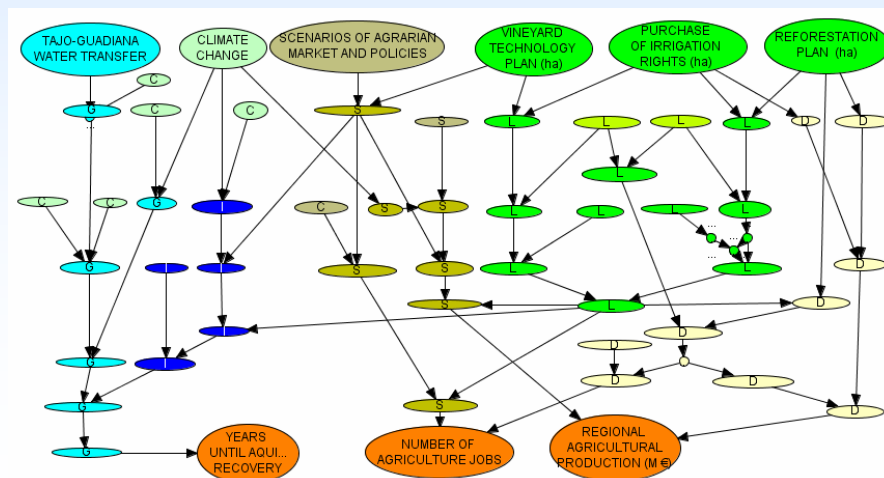 TAJO-GUADIANA
WATER TRANSFER
CLIMATE
CHANGE
SCENARIOS OF AGRARIAN
MARKET AND POLICIES
VINEYARD
TECHNOLOGY
PLAN (ha)
PURCHASE
OF IRRIGATION
RIGHTS (ha)
REFORESTATION
PLAN (ha)
C
G
...
C
C
S
S
L
L
L
L
D
D
L
C
C
G
I
C
S
S
L
L
L
L
...
...
...
G
I
I
S
S
L
L
D
S
L
D
I
D
D
G
I
D
D
G
S
D
G
YEARS
UNTIL AQUI...
RECOVERY
NUMBER OF
AGRICULTURE JOBS
REGIONAL
AGRICULTURAL
PRODUCTION (M €)